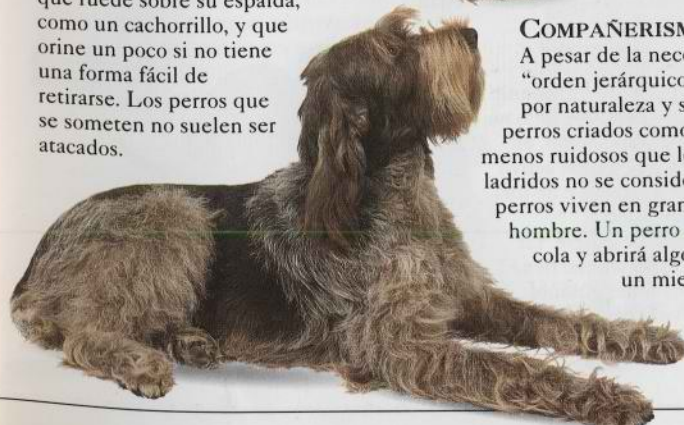 que ruede sobre su espalda,
como un cachorrillo, y que
orine un poco si no tiene
una forma fácil de
retirarse. Los perros que
se someten no suelen ser
atacados.
COMPAÑERISM
A pesar de la nece
"orden jerárquico
por naturaleza y s
perros criados como
menos ruidosos que l
ladridos no se consid
perros viven en gran
hombre. Un perro
cola y abrirá alg
un mie